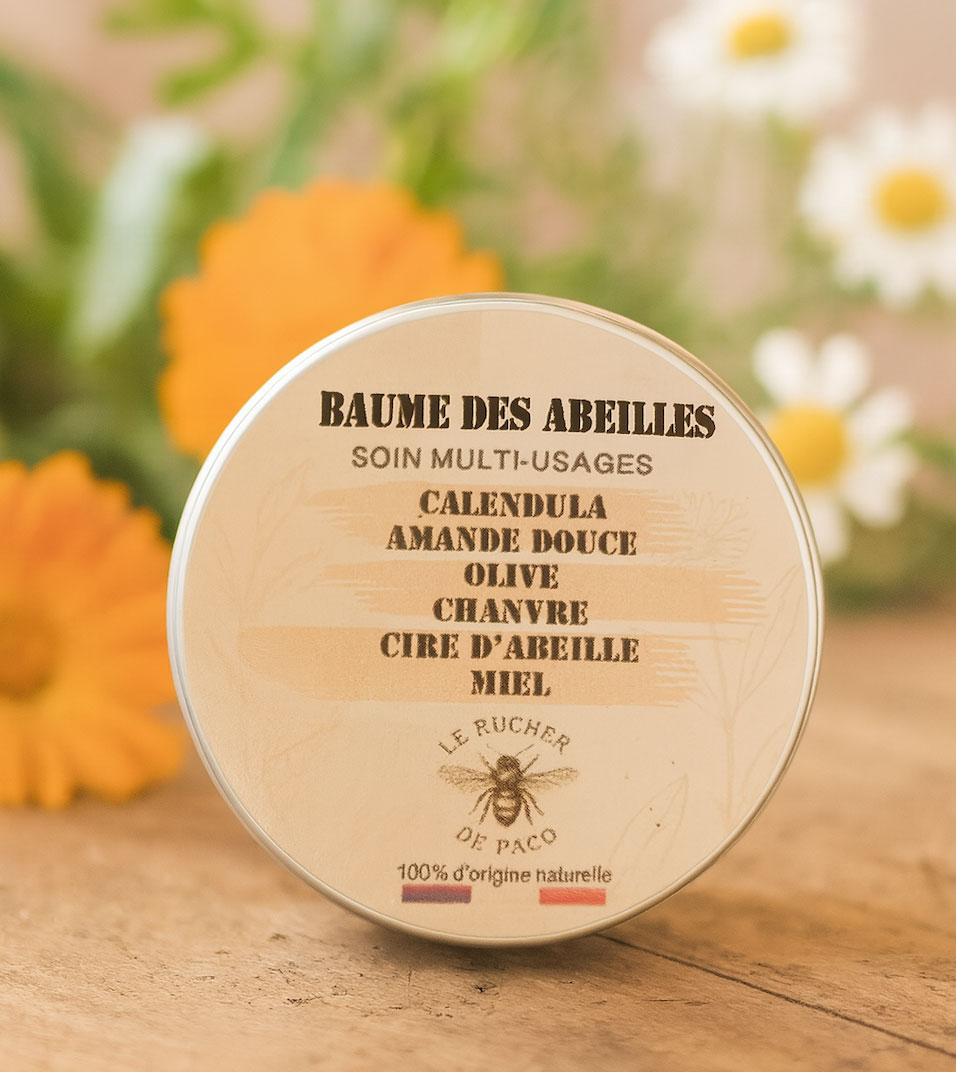 BAUME DES ABEILLES
SOIN MULTI-USAGES
CALENDULA
AMANDE DOUCE
OLIVE
CHANVRE
CIRE D'ABEILLE
MIEL
LE RUCHER
DE PACO
100% d'origine naturelle